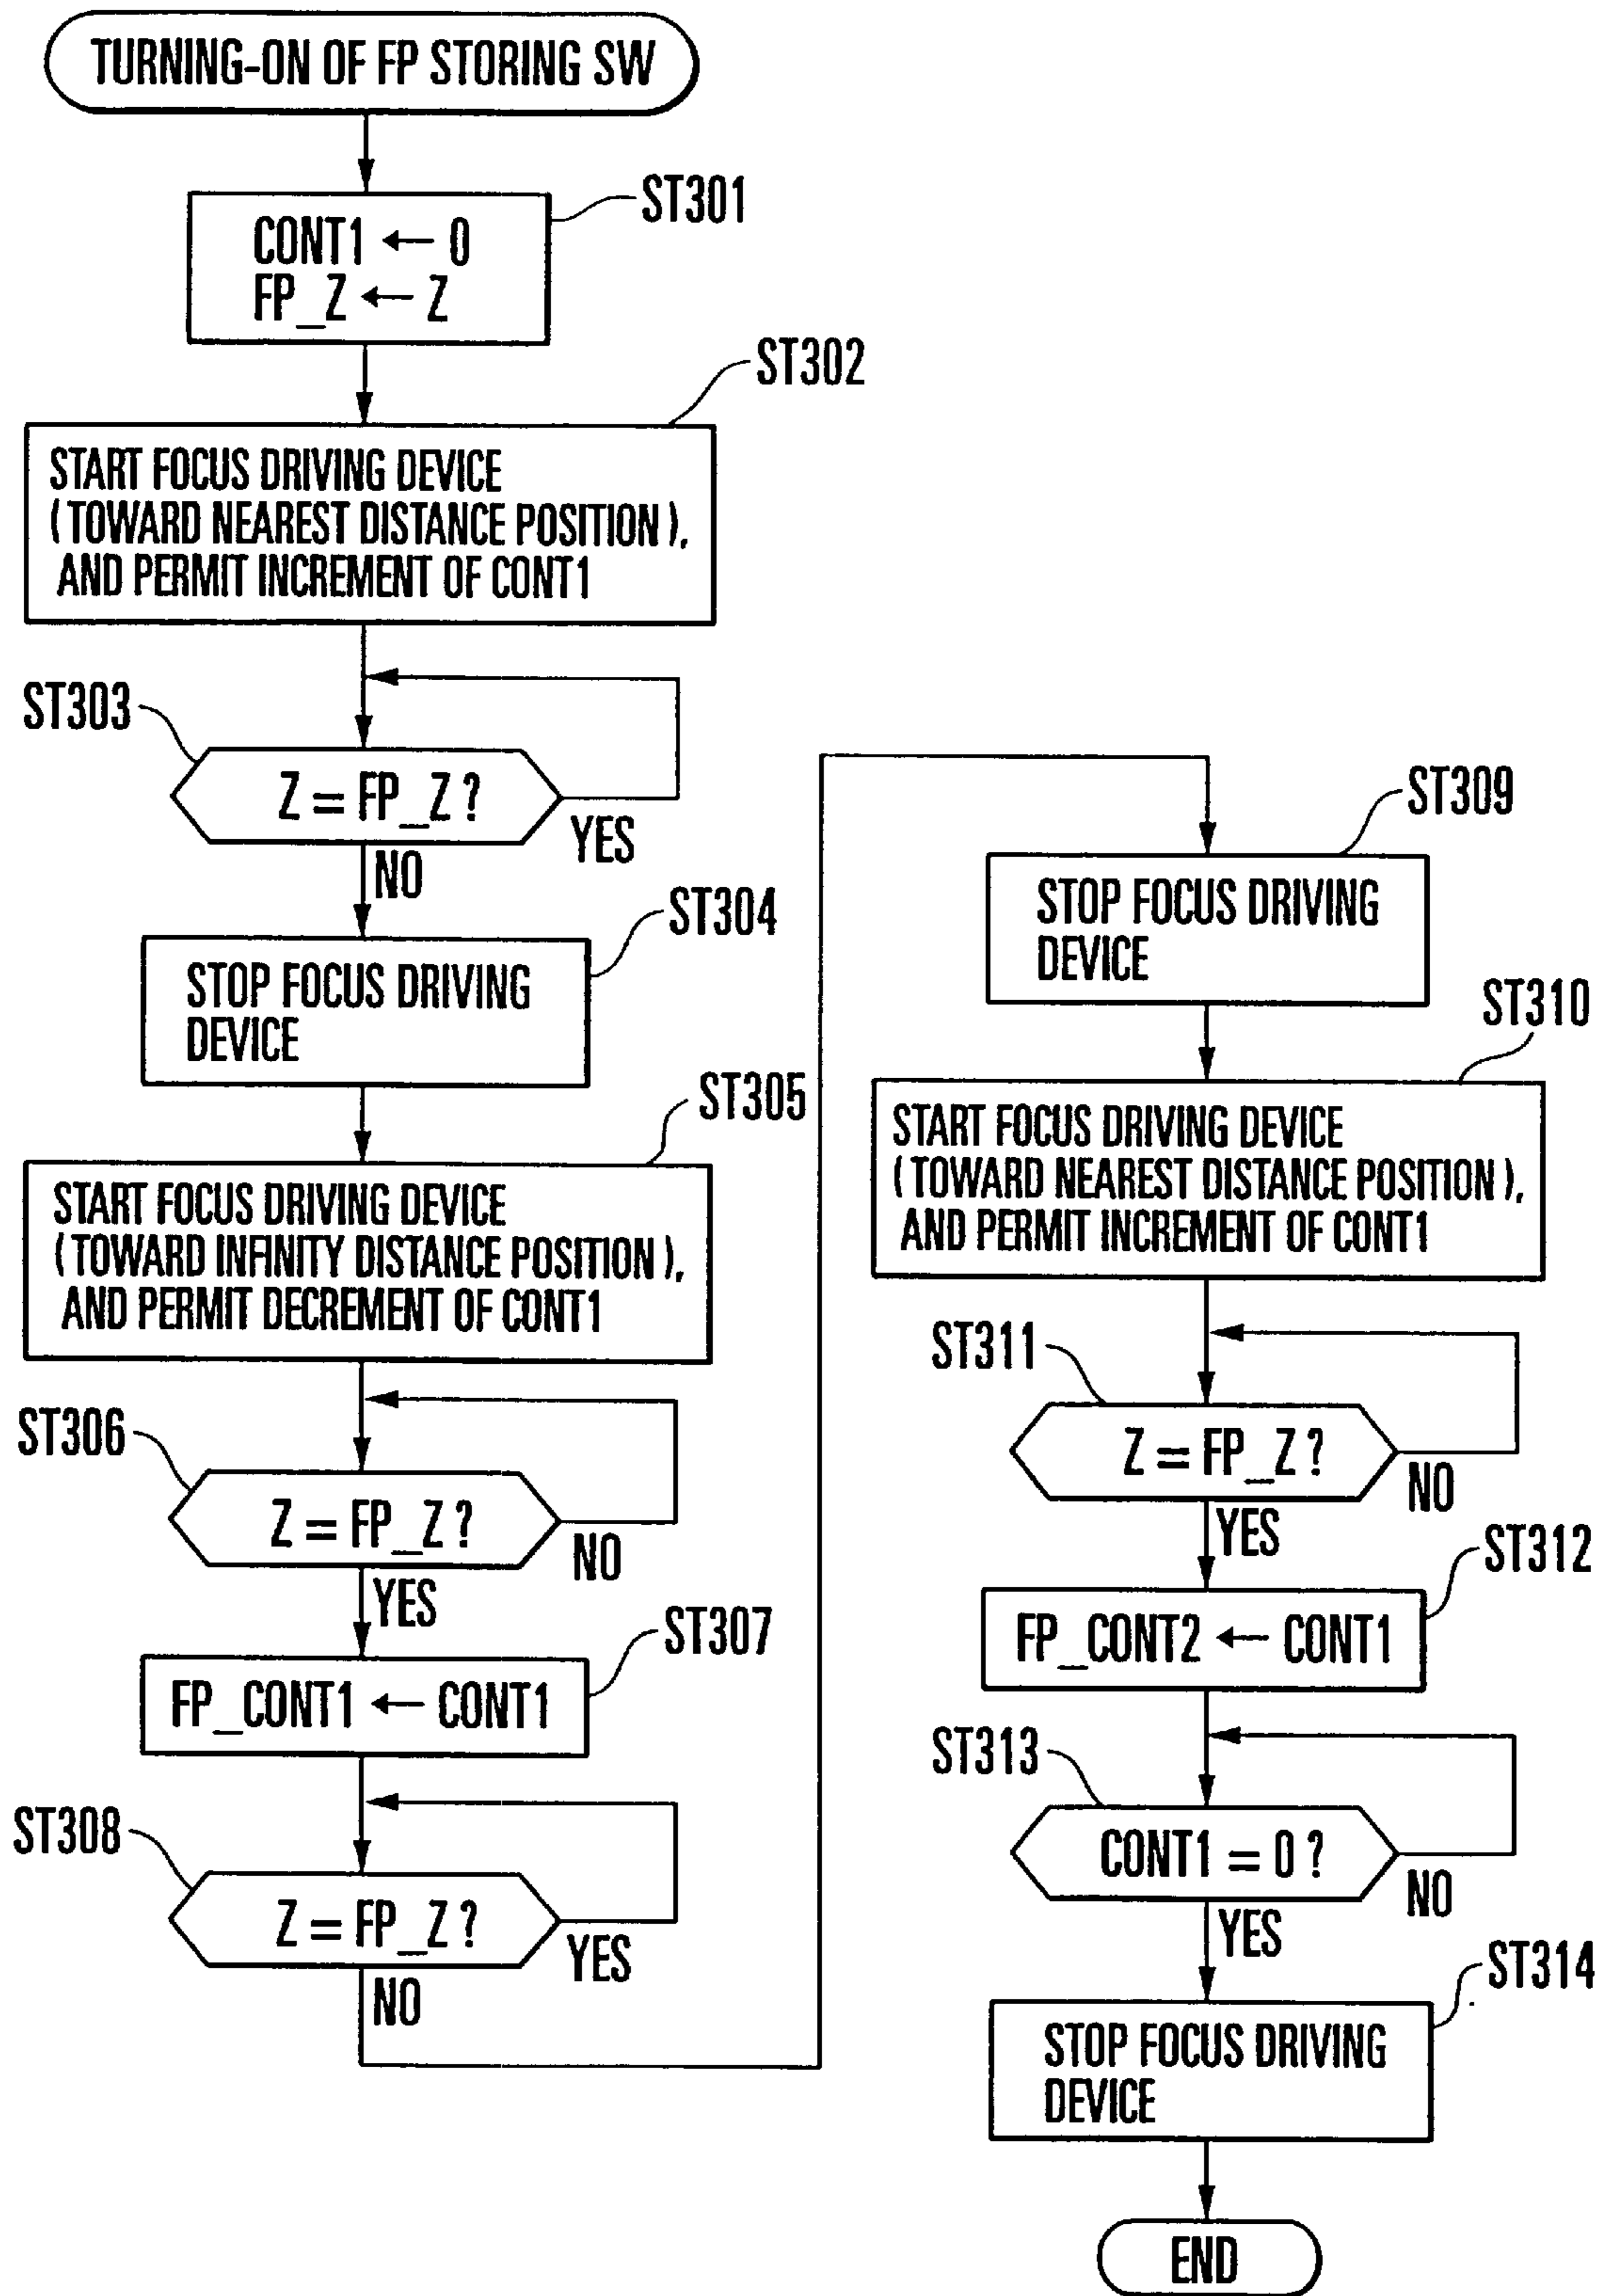 TURNING-ON OF FP STORING SW
ST301
CONT1 ← 0
FP_Z ← Z
ST302
START FOCUS DRIVING DEVICE
(TOWARD NEAREST DISTANCE POSITION),
AND PERMIT INCREMENT OF CONT1
ST303
Z = FP_Z ?
YES
NO
ST304
STOP FOCUS DRIVING
DEVICE
ST305
START FOCUS DRIVING DEVICE
(TOWARD INFINITY DISTANCE POSITION),
AND PERMIT DECREMENT OF CONT1
ST306
Z = FP_Z ?
NO
YES
ST307
FP_CONT1 ← CONT1
ST308
Z = FP_Z ?
YES
NO
ST309
STOP FOCUS DRIVING
DEVICE
ST310
START FOCUS DRIVING DEVICE
(TOWARD NEAREST DISTANCE POSITION),
AND PERMIT INCREMENT OF CONT1
ST311
Z = FP_Z ?
NO
YES
ST312
FP_CONT2 ← CONT1
ST313
CONT1 = 0 ?
NO
YES
ST314
STOP FOCUS DRIVING
DEVICE
END